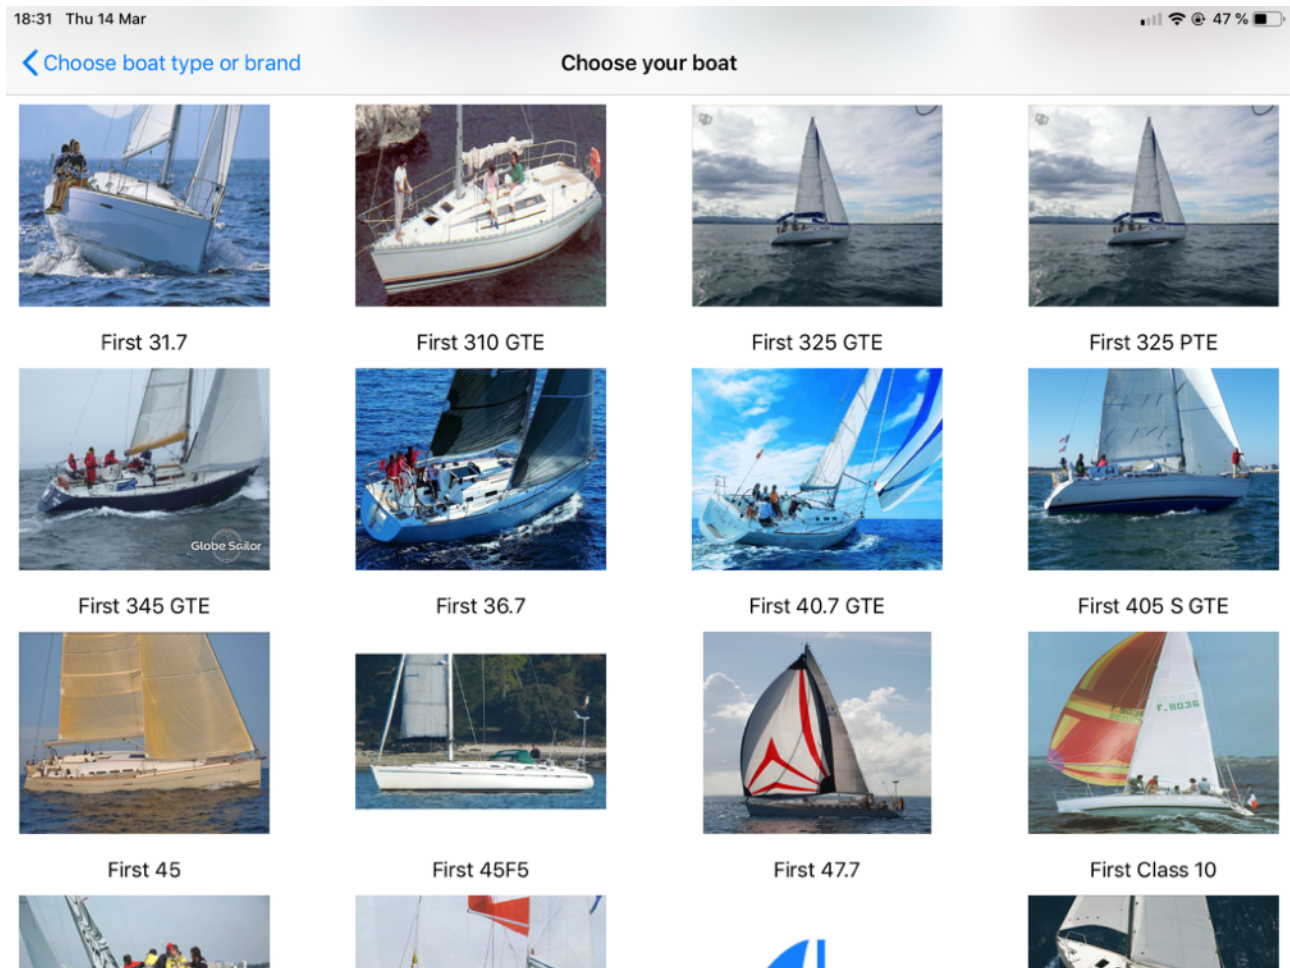 18:31 Thu 14 Mar
47 %
Choose boat type or brand
Choose your boat
First 31.7
First 310 GTE
First 325 GTE
First 325 PTE
Globe Sailor
First 345 GTE
First 36.7
First 40.7 GTE
First 405 S GTE
F.9036
First 45
First 45F5
First 47.7
First Class 10